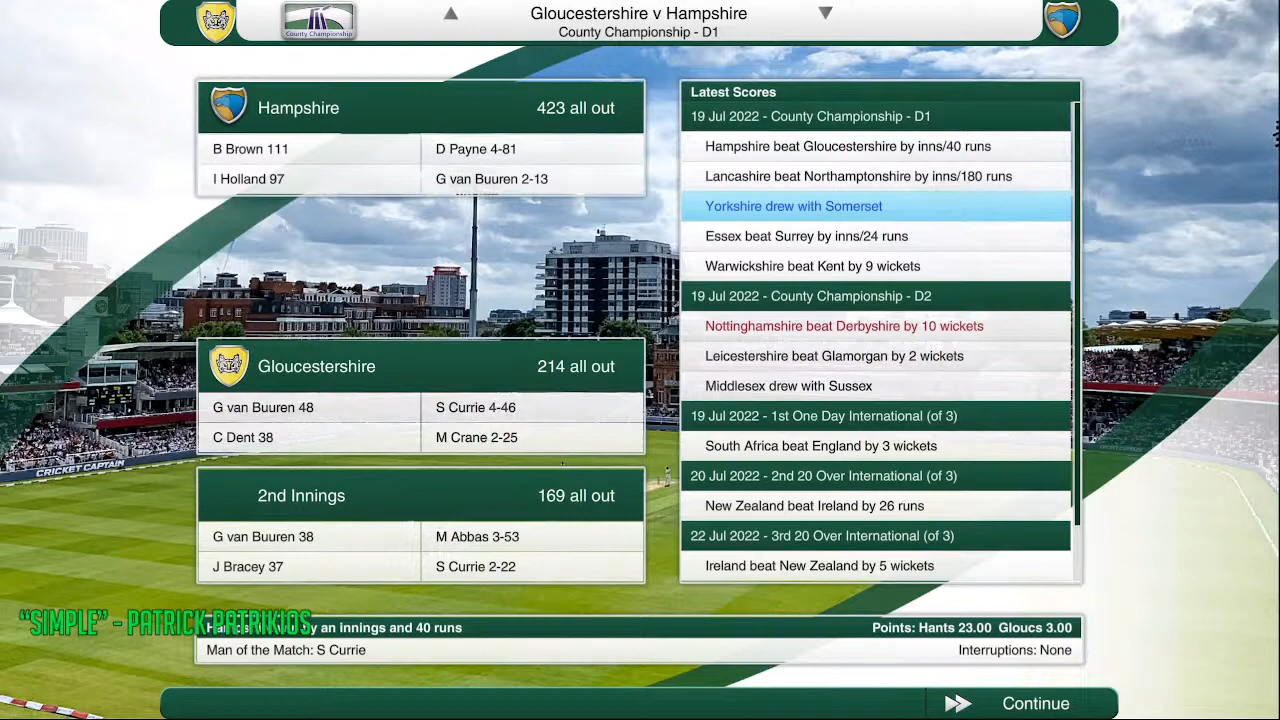 Gloucestershire v Hampshire
County Championship - D1
County Championship
Hampshire 423 all out
B Brown 111 D Payne 4-81
I Holland 97 G van Buuren 2-13
Gloucestershire 214 all out
G van Buuren 48 S Currie 4-46
C Dent 38 M Crane 2-25
2nd Innings 169 all out
G van Buuren 38 M Abbas 3-53
J Bracey 37 S Currie 2-22
Latest Scores
19 Jul 2022 - County Championship - D1
Hampshire beat Gloucestershire by inns/40 runs
Lancashire beat Northamptonshire by inns/180 runs
Yorkshire drew with Somerset
Essex beat Surrey by inns/24 runs
Warwickshire beat Kent by 9 wickets
19 Jul 2022 - County Championship - D2
Nottinghamshire beat Derbyshire by 10 wickets
Leicestershire beat Glamorgan by 2 wickets
Middlesex drew with Sussex
19 Jul 2022 - 1st One Day International (of 3)
South Africa beat England by 3 wickets
20 Jul 2022 - 2nd 20 Over International (of 3)
New Zealand beat Ireland by 26 runs
22 Jul 2022 - 3rd 20 Over International (of 3)
Ireland beat New Zealand by 5 wickets
CRICKET CAPTAIN
“SIMPLE” - PATRICK PATRIKIOS
an innings and 40 runs Points: Hants 23.00 Gloucs 3.00
Man of the Match: S Currie Interruptions: None
Continue